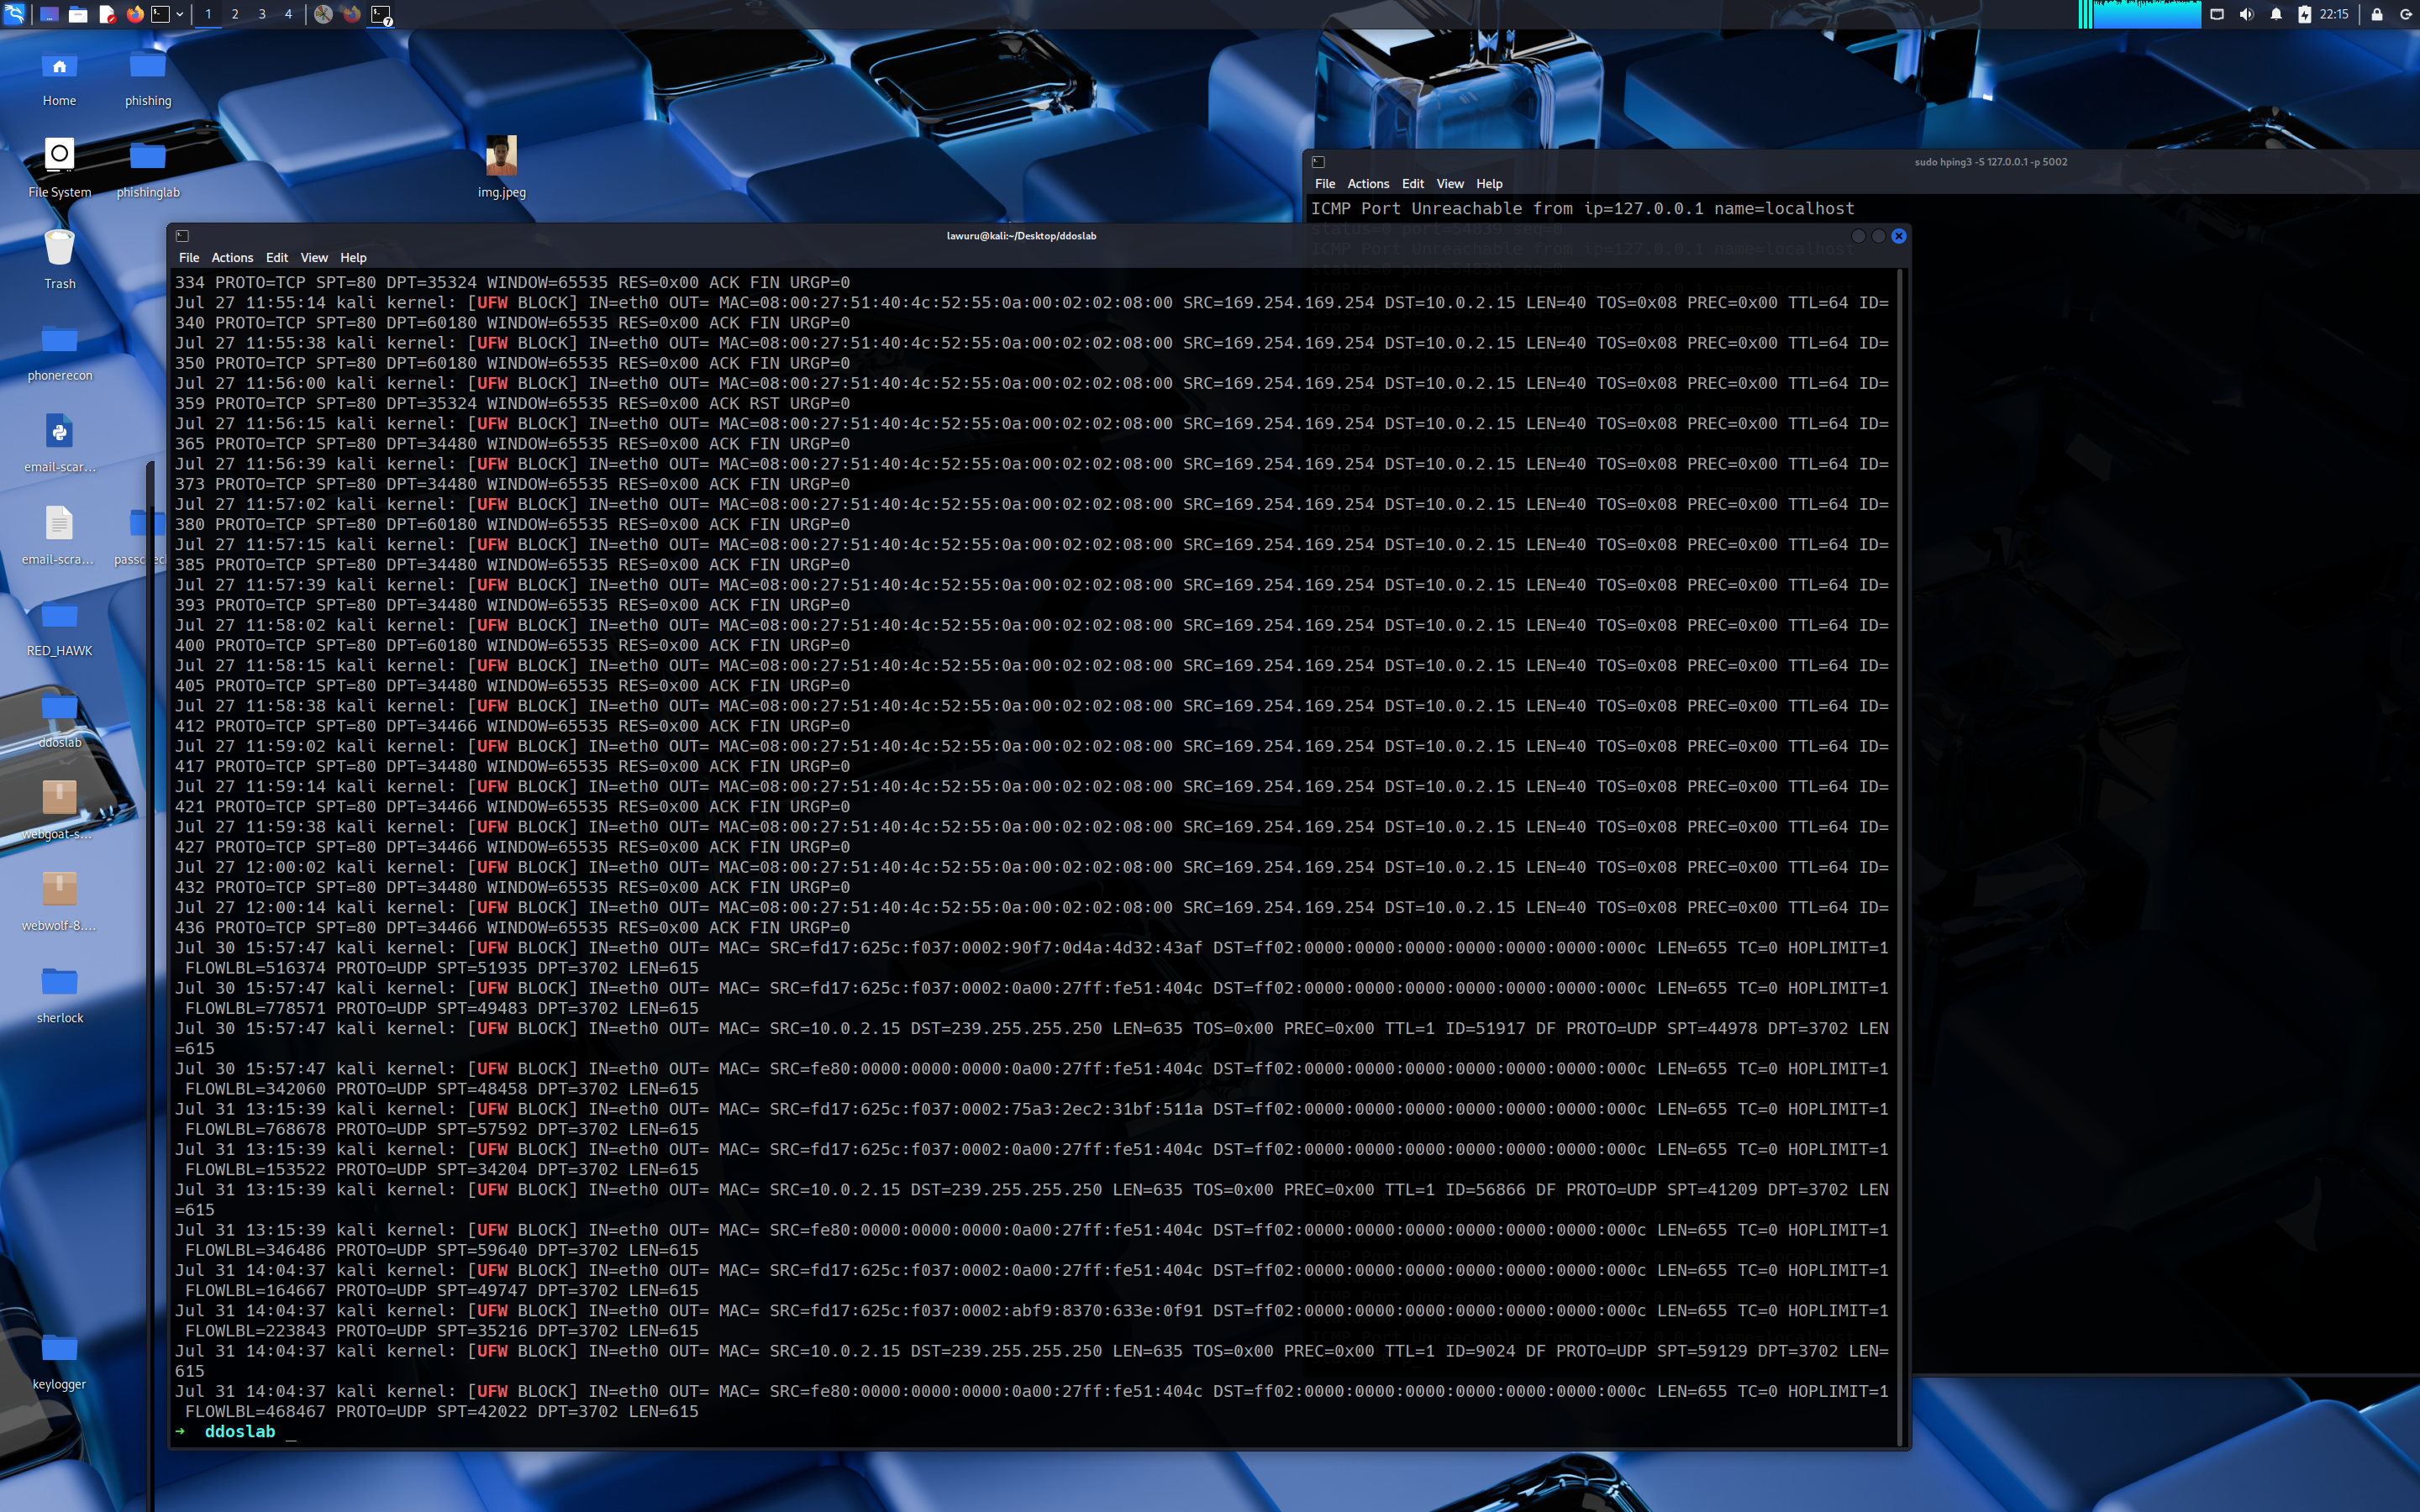 1 2 3 4
7
22:15
Home
phishing
File System
phishinglab
img.jpeg
Trash
phonerecon
email-scar...
email-scra...
RED_HAWK
ddoslab
webgoat-s...
webwolf-8....
sherlock
keylogger
sudo hping3 -S 127.0.0.1 -p 5002
File Actions Edit View Help
ICMP Port Unreachable from ip=127.0.0.1 name=localhost
lawuru@kali:~/Desktop/ddoslab
File Actions Edit View Help
334 PROTO=TCP SPT=80 DPT=35324 WINDOW=65535 RES=0x00 ACK FIN URGP=0
Jul 27 11:55:14 kali kernel: [UFW BLOCK] IN=eth0 OUT= MAC=08:00:27:51:40:4c:52:55:0a:00:02:02:08:00 SRC=169.254.169.254 DST=10.0.2.15 LEN=40 TOS=0x08 PREC=0x00 TTL=64 ID=
340 PROTO=TCP SPT=80 DPT=60180 WINDOW=65535 RES=0x00 ACK FIN URGP=0
Jul 27 11:55:38 kali kernel: [UFW BLOCK] IN=eth0 OUT= MAC=08:00:27:51:40:4c:52:55:0a:00:02:02:08:00 SRC=169.254.169.254 DST=10.0.2.15 LEN=40 TOS=0x08 PREC=0x00 TTL=64 ID=
350 PROTO=TCP SPT=80 DPT=60180 WINDOW=65535 RES=0x00 ACK FIN URGP=0
Jul 27 11:56:00 kali kernel: [UFW BLOCK] IN=eth0 OUT= MAC=08:00:27:51:40:4c:52:55:0a:00:02:02:08:00 SRC=169.254.169.254 DST=10.0.2.15 LEN=40 TOS=0x08 PREC=0x00 TTL=64 ID=
359 PROTO=TCP SPT=80 DPT=35324 WINDOW=65535 RES=0x00 ACK RST URGP=0
Jul 27 11:56:15 kali kernel: [UFW BLOCK] IN=eth0 OUT= MAC=08:00:27:51:40:4c:52:55:0a:00:02:02:08:00 SRC=169.254.169.254 DST=10.0.2.15 LEN=40 TOS=0x08 PREC=0x00 TTL=64 ID=
365 PROTO=TCP SPT=80 DPT=34480 WINDOW=65535 RES=0x00 ACK FIN URGP=0
Jul 27 11:56:39 kali kernel: [UFW BLOCK] IN=eth0 OUT= MAC=08:00:27:51:40:4c:52:55:0a:00:02:02:08:00 SRC=169.254.169.254 DST=10.0.2.15 LEN=40 TOS=0x08 PREC=0x00 TTL=64 ID=
373 PROTO=TCP SPT=80 DPT=34480 WINDOW=65535 RES=0x00 ACK FIN URGP=0
Jul 27 11:57:02 kali kernel: [UFW BLOCK] IN=eth0 OUT= MAC=08:00:27:51:40:4c:52:55:0a:00:02:02:08:00 SRC=169.254.169.254 DST=10.0.2.15 LEN=40 TOS=0x08 PREC=0x00 TTL=64 ID=
380 PROTO=TCP SPT=80 DPT=60180 WINDOW=65535 RES=0x00 ACK FIN URGP=0
Jul 27 11:57:15 kali kernel: [UFW BLOCK] IN=eth0 OUT= MAC=08:00:27:51:40:4c:52:55:0a:00:02:02:08:00 SRC=169.254.169.254 DST=10.0.2.15 LEN=40 TOS=0x08 PREC=0x00 TTL=64 ID=
385 PROTO=TCP SPT=80 DPT=34480 WINDOW=65535 RES=0x00 ACK FIN URGP=0
Jul 27 11:57:39 kali kernel: [UFW BLOCK] IN=eth0 OUT= MAC=08:00:27:51:40:4c:52:55:0a:00:02:02:08:00 SRC=169.254.169.254 DST=10.0.2.15 LEN=40 TOS=0x08 PREC=0x00 TTL=64 ID=
393 PROTO=TCP SPT=80 DPT=34480 WINDOW=65535 RES=0x00 ACK FIN URGP=0
Jul 27 11:58:02 kali kernel: [UFW BLOCK] IN=eth0 OUT= MAC=08:00:27:51:40:4c:52:55:0a:00:02:02:08:00 SRC=169.254.169.254 DST=10.0.2.15 LEN=40 TOS=0x08 PREC=0x00 TTL=64 ID=
400 PROTO=TCP SPT=80 DPT=60180 WINDOW=65535 RES=0x00 ACK FIN URGP=0
Jul 27 11:58:15 kali kernel: [UFW BLOCK] IN=eth0 OUT= MAC=08:00:27:51:40:4c:52:55:0a:00:02:02:08:00 SRC=169.254.169.254 DST=10.0.2.15 LEN=40 TOS=0x08 PREC=0x00 TTL=64 ID=
405 PROTO=TCP SPT=80 DPT=34480 WINDOW=65535 RES=0x00 ACK FIN URGP=0
Jul 27 11:58:38 kali kernel: [UFW BLOCK] IN=eth0 OUT= MAC=08:00:27:51:40:4c:52:55:0a:00:02:02:08:00 SRC=169.254.169.254 DST=10.0.2.15 LEN=40 TOS=0x08 PREC=0x00 TTL=64 ID=
412 PROTO=TCP SPT=80 DPT=34466 WINDOW=65535 RES=0x00 ACK FIN URGP=0
Jul 27 11:59:02 kali kernel: [UFW BLOCK] IN=eth0 OUT= MAC=08:00:27:51:40:4c:52:55:0a:00:02:02:08:00 SRC=169.254.169.254 DST=10.0.2.15 LEN=40 TOS=0x08 PREC=0x00 TTL=64 ID=
417 PROTO=TCP SPT=80 DPT=34480 WINDOW=65535 RES=0x00 ACK FIN URGP=0
Jul 27 11:59:14 kali kernel: [UFW BLOCK] IN=eth0 OUT= MAC=08:00:27:51:40:4c:52:55:0a:00:02:02:08:00 SRC=169.254.169.254 DST=10.0.2.15 LEN=40 TOS=0x08 PREC=0x00 TTL=64 ID=
421 PROTO=TCP SPT=80 DPT=34466 WINDOW=65535 RES=0x00 ACK FIN URGP=0
Jul 27 11:59:38 kali kernel: [UFW BLOCK] IN=eth0 OUT= MAC=08:00:27:51:40:4c:52:55:0a:00:02:02:08:00 SRC=169.254.169.254 DST=10.0.2.15 LEN=40 TOS=0x08 PREC=0x00 TTL=64 ID=
427 PROTO=TCP SPT=80 DPT=34466 WINDOW=65535 RES=0x00 ACK FIN URGP=0
Jul 27 12:00:02 kali kernel: [UFW BLOCK] IN=eth0 OUT= MAC=08:00:27:51:40:4c:52:55:0a:00:02:02:08:00 SRC=169.254.169.254 DST=10.0.2.15 LEN=40 TOS=0x08 PREC=0x00 TTL=64 ID=
432 PROTO=TCP SPT=80 DPT=34480 WINDOW=65535 RES=0x00 ACK FIN URGP=0
Jul 27 12:00:14 kali kernel: [UFW BLOCK] IN=eth0 OUT= MAC=08:00:27:51:40:4c:52:55:0a:00:02:02:08:00 SRC=169.254.169.254 DST=10.0.2.15 LEN=40 TOS=0x08 PREC=0x00 TTL=64 ID=
436 PROTO=TCP SPT=80 DPT=34466 WINDOW=65535 RES=0x00 ACK FIN URGP=0
Jul 30 15:57:47 kali kernel: [UFW BLOCK] IN=eth0 OUT= MAC= SRC=fd17:625c:f037:0002:90f7:0d4a:4d32:43af DST=ff02:0000:0000:0000:0000:0000:0000:000c LEN=655 TC=0 HOPLIMIT=1
FLOWLBL=516374 PROTO=UDP SPT=51935 DPT=3702 LEN=615
Jul 30 15:57:47 kali kernel: [UFW BLOCK] IN=eth0 OUT= MAC= SRC=fd17:625c:f037:0002:0a00:27ff:fe51:404c DST=ff02:0000:0000:0000:0000:0000:0000:000c LEN=655 TC=0 HOPLIMIT=1
FLOWLBL=778571 PROTO=UDP SPT=49483 DPT=3702 LEN=615
Jul 30 15:57:47 kali kernel: [UFW BLOCK] IN=eth0 OUT= MAC= SRC=10.0.2.15 DST=239.255.255.250 LEN=635 TOS=0x00 PREC=0x00 TTL=1 ID=51917 DF PROTO=UDP SPT=44978 DPT=3702 LEN
=615
Jul 30 15:57:47 kali kernel: [UFW BLOCK] IN=eth0 OUT= MAC= SRC=fe80:0000:0000:0000:0a00:27ff:fe51:404c DST=ff02:0000:0000:0000:0000:0000:0000:000c LEN=655 TC=0 HOPLIMIT=1
FLOWLBL=342060 PROTO=UDP SPT=48458 DPT=3702 LEN=615
Jul 31 13:15:39 kali kernel: [UFW BLOCK] IN=eth0 OUT= MAC= SRC=fd17:625c:f037:0002:75a3:2ec2:31bf:511a DST=ff02:0000:0000:0000:0000:0000:0000:000c LEN=655 TC=0 HOPLIMIT=1
FLOWLBL=768678 PROTO=UDP SPT=57592 DPT=3702 LEN=615
Jul 31 13:15:39 kali kernel: [UFW BLOCK] IN=eth0 OUT= MAC= SRC=fd17:625c:f037:0002:0a00:27ff:fe51:404c DST=ff02:0000:0000:0000:0000:0000:0000:000c LEN=655 TC=0 HOPLIMIT=1
FLOWLBL=153522 PROTO=UDP SPT=34204 DPT=3702 LEN=615
Jul 31 13:15:39 kali kernel: [UFW BLOCK] IN=eth0 OUT= MAC= SRC=10.0.2.15 DST=239.255.255.250 LEN=635 TOS=0x00 PREC=0x00 TTL=1 ID=56866 DF PROTO=UDP SPT=41209 DPT=3702 LEN
=615
Jul 31 13:15:39 kali kernel: [UFW BLOCK] IN=eth0 OUT= MAC= SRC=fe80:0000:0000:0000:0a00:27ff:fe51:404c DST=ff02:0000:0000:0000:0000:0000:0000:000c LEN=655 TC=0 HOPLIMIT=1
FLOWLBL=346486 PROTO=UDP SPT=59640 DPT=3702 LEN=615
Jul 31 14:04:37 kali kernel: [UFW BLOCK] IN=eth0 OUT= MAC= SRC=fd17:625c:f037:0002:0a00:27ff:fe51:404c DST=ff02:0000:0000:0000:0000:0000:0000:000c LEN=655 TC=0 HOPLIMIT=1
FLOWLBL=164667 PROTO=UDP SPT=49747 DPT=3702 LEN=615
Jul 31 14:04:37 kali kernel: [UFW BLOCK] IN=eth0 OUT= MAC= SRC=fd17:625c:f037:0002:abf9:8370:633e:0f91 DST=ff02:0000:0000:0000:0000:0000:0000:000c LEN=655 TC=0 HOPLIMIT=1
FLOWLBL=223843 PROTO=UDP SPT=35216 DPT=3702 LEN=615
Jul 31 14:04:37 kali kernel: [UFW BLOCK] IN=eth0 OUT= MAC= SRC=10.0.2.15 DST=239.255.255.250 LEN=635 TOS=0x00 PREC=0x00 TTL=1 ID=9024 DF PROTO=UDP SPT=59129 DPT=3702 LEN=
615
Jul 31 14:04:37 kali kernel: [UFW BLOCK] IN=eth0 OUT= MAC= SRC=fe80:0000:0000:0000:0a00:27ff:fe51:404c DST=ff02:0000:0000:0000:0000:0000:0000:000c LEN=655 TC=0 HOPLIMIT=1
FLOWLBL=468467 PROTO=UDP SPT=42022 DPT=3702 LEN=615
→ ddoslab _